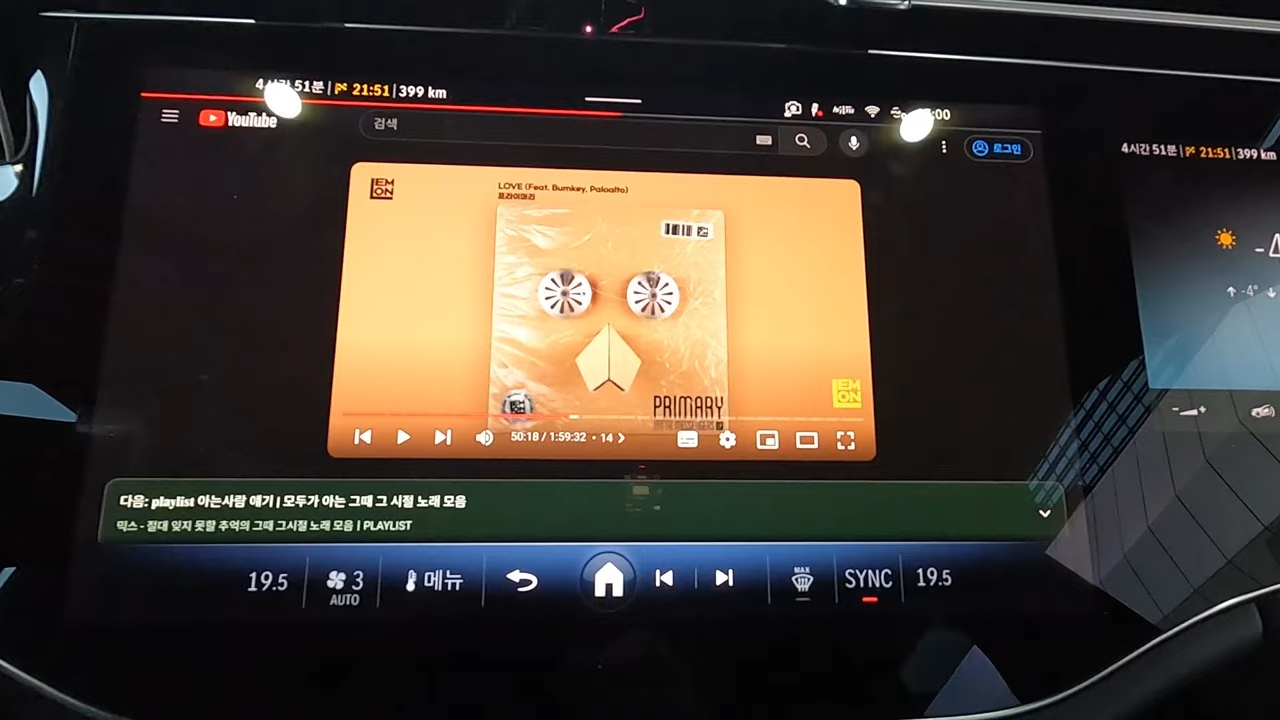 4시간 51분 | 21:51 | 399 km
YouTube
검색
로그인
4시간 51분 | 21:51 | 399 km
LEMON
LOVE (Feat. Bumkey, Paloalto)
프라이머리
-4°
PRIMARY
LEMON
50:18 / 1:59:32 • 14
다음: playlist 아는사람 얘기 | 모두가 아는 그때 그 시절 노래 모음
믹스 - 절대 잊지 못할 추억의 그때 그시절 노래 모음 | PLAYLIST
19.5
3
AUTO
메뉴
MAX
SYNC
19.5